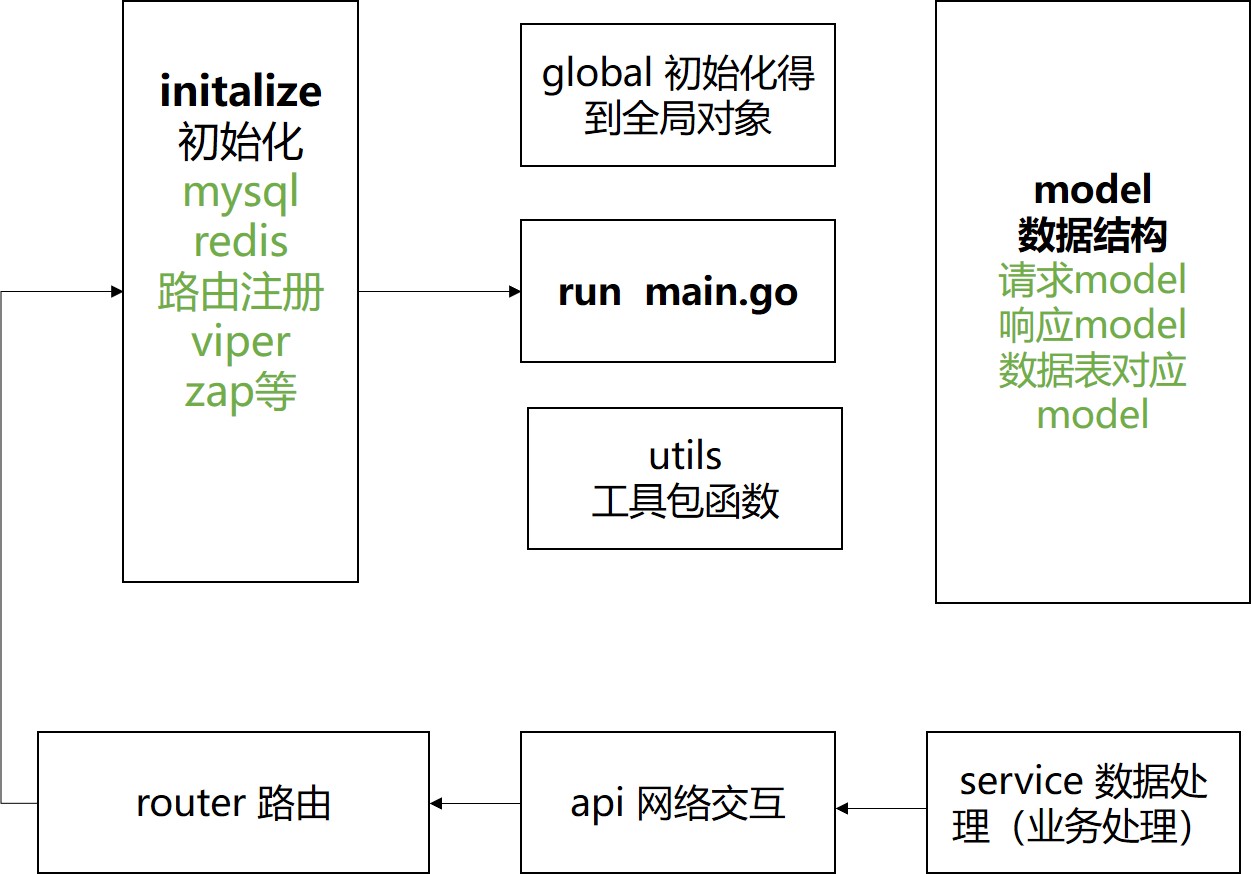 initalize
初始化
mysql
redis
路由注册
viper
zap等
global 初始化得
到全局对象
run main.go
utils
工具包函数
model
数据结构
请求model
响应model
数据表对应
model
router 路由
api 网络交互
service 数据处
理（业务处理）